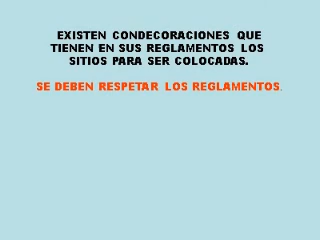 EXISTEN CONDECORACIONES QUE
TIENEN EN SUS REGLAMENTOS LOS
SITIOS PARA SER COLOCADAS.
SE DEBEN RESPETAR LOS REGLAMENTOS.